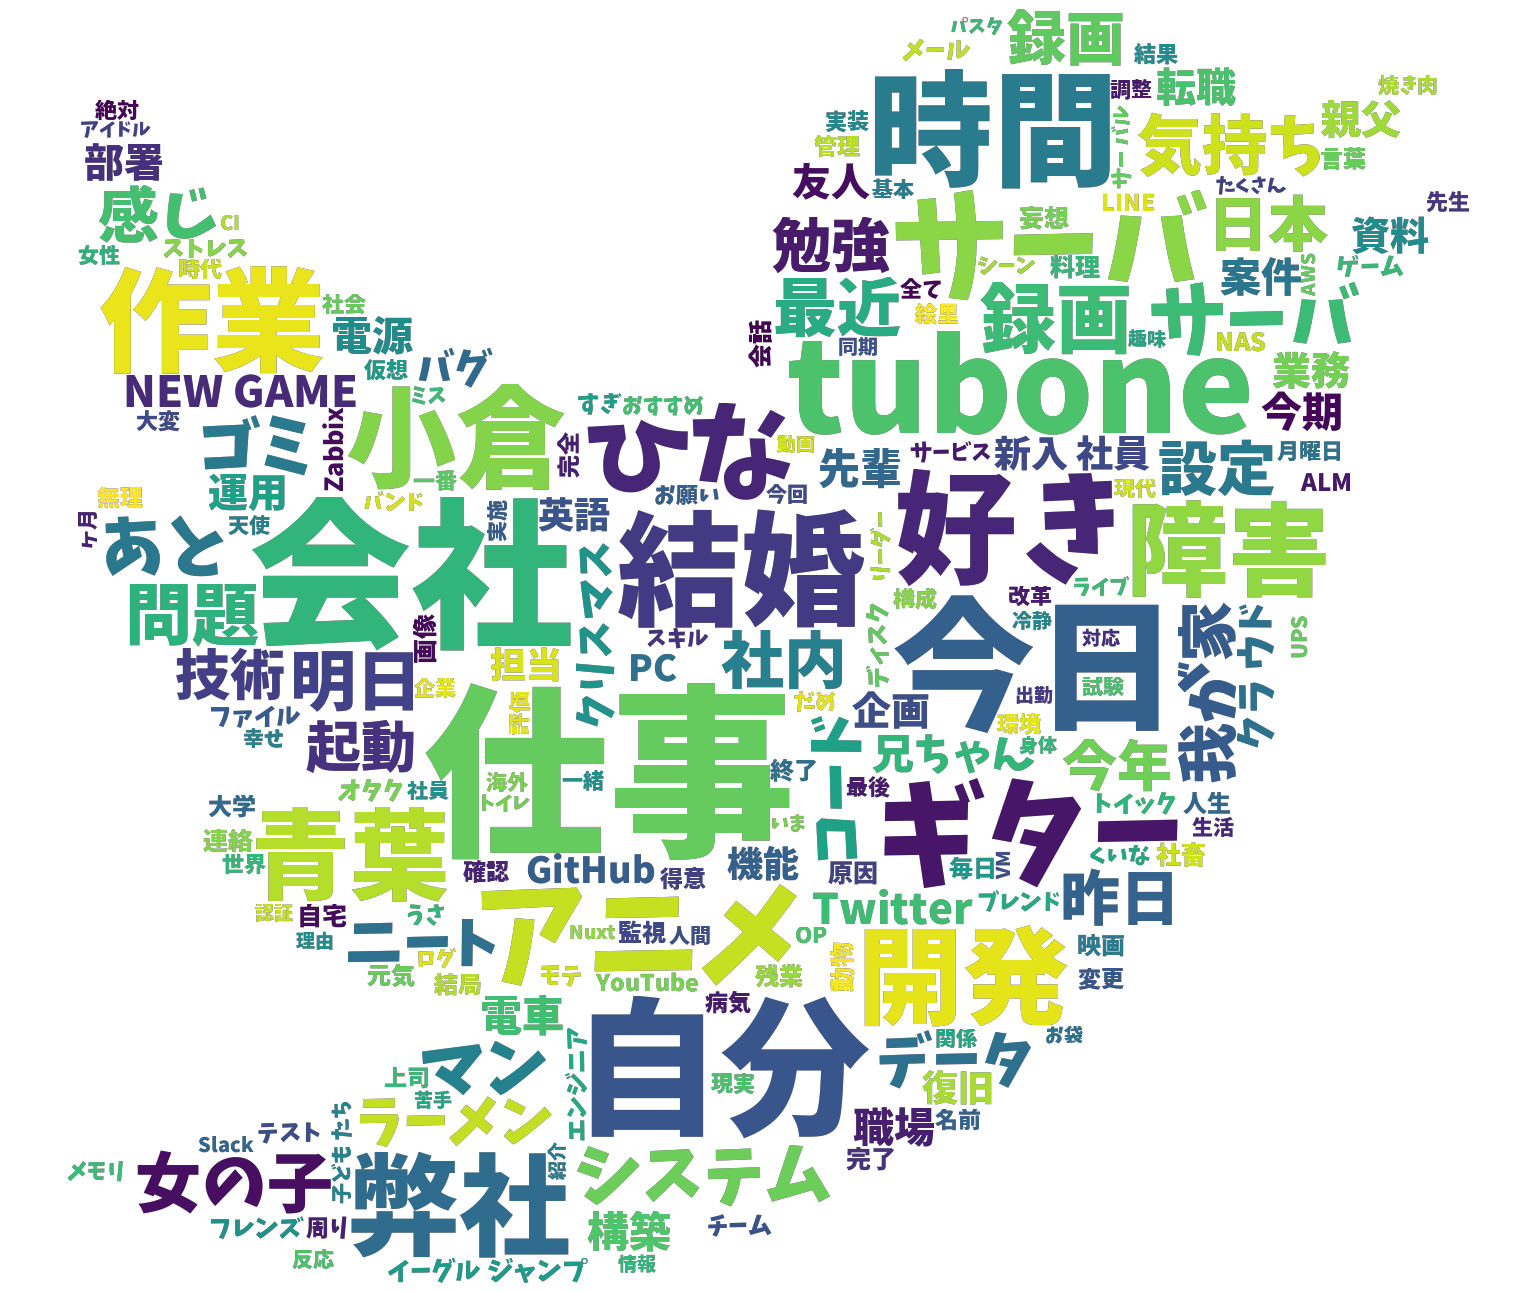 パスタ
録画
メール
結果
時間
調整
転職
焼き肉
絶対
アイドル
実装
キーバル
気持ち
親父
部署
管理
言葉
友人
基本
たくさん
LINE
先生
感じ
CI
サーバ
妄想
日本
資料
女性
ストレス
勉強
時代
シーン
料理
案件
AWS
ゲーム
作業
社会
最近
全て
録画サーバ
絵里
電源
会話
同期
趣味
NAS
仮想
バグ
tubone
業務
NEW GAME
ミス
すぎ
おすすめ
今期
大変
Zabbix
小倉
ひな
ゴミ
完全
動画
サービス
新入社員
月曜日
先輩
設定
運用
一番
お願い
今回
好き
現代
ALM
無理
バンド
天使
実施
英語
ヶ月
あと
会社
結婚
リーダー
障害
クリスマス
問題
構成
改革
ライブ
画像
スキル
ディスク
冷静
今日
対応
我が家
クラウド
UPS
技術
明日
担当
PC
社内
企業
評価
試験
ファイル
仕事
だめ
企画
出勤
環境
幸せ
起動
コード
兄ちゃん
身体
今年
終了
オタク
社員
海外
一緒
最後
ギター
トイック
人生
大学
トイレ
青葉
いま
生活
連絡
世界
確認
GitHub
得意
機能
原因
毎日
VM
くいな
社畜
認証
自宅
うさ
アニメ
Twitter
ブレンド
昨日
理由
ニート
Nuxt
監視
人間
OP
ログ
動物
開発
映画
元気
結局
モテ
YouTube
残業
変更
電車
病気
自分
お袋
マン
エンジニア
データ
関係
上司
現実
復旧
苦手
子どもたち
ラーメン
職場
名前
Slack
テスト
紹介
システム
完了
メモリ
女の子
弊社
フレンズ
周り
構築
チーム
反応
イーグルジャンプ
情報